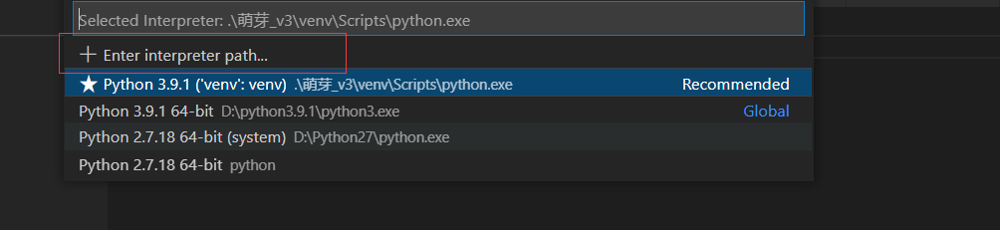 Selected Interpreter: .\萌芽_v3\venv\Scripts\python.exe
Enter interpreter path...
Python 3.9.1 ('venv': venv) .\萌芽_v3\venv\Scripts\python.exe Recommended
Python 3.9.1 64-bit D:\python3.9.1\python3.exe Global
Python 2.7.18 64-bit (system) D:\Python27\python.exe
Python 2.7.18 64-bit python